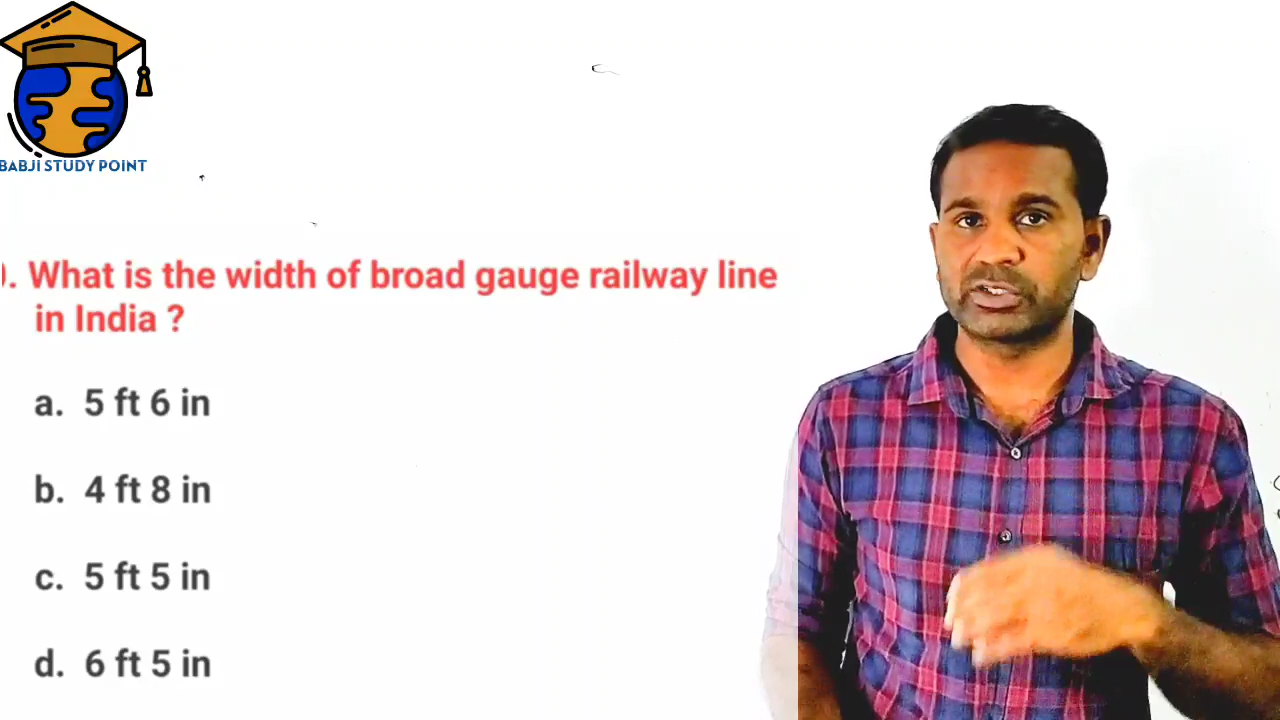 BABJI STUDY POINT
. What is the width of broad gauge railway line
in India ?
a. 5 ft 6 in
b. 4 ft 8 in
c. 5 ft 5 in
d. 6 ft 5 in